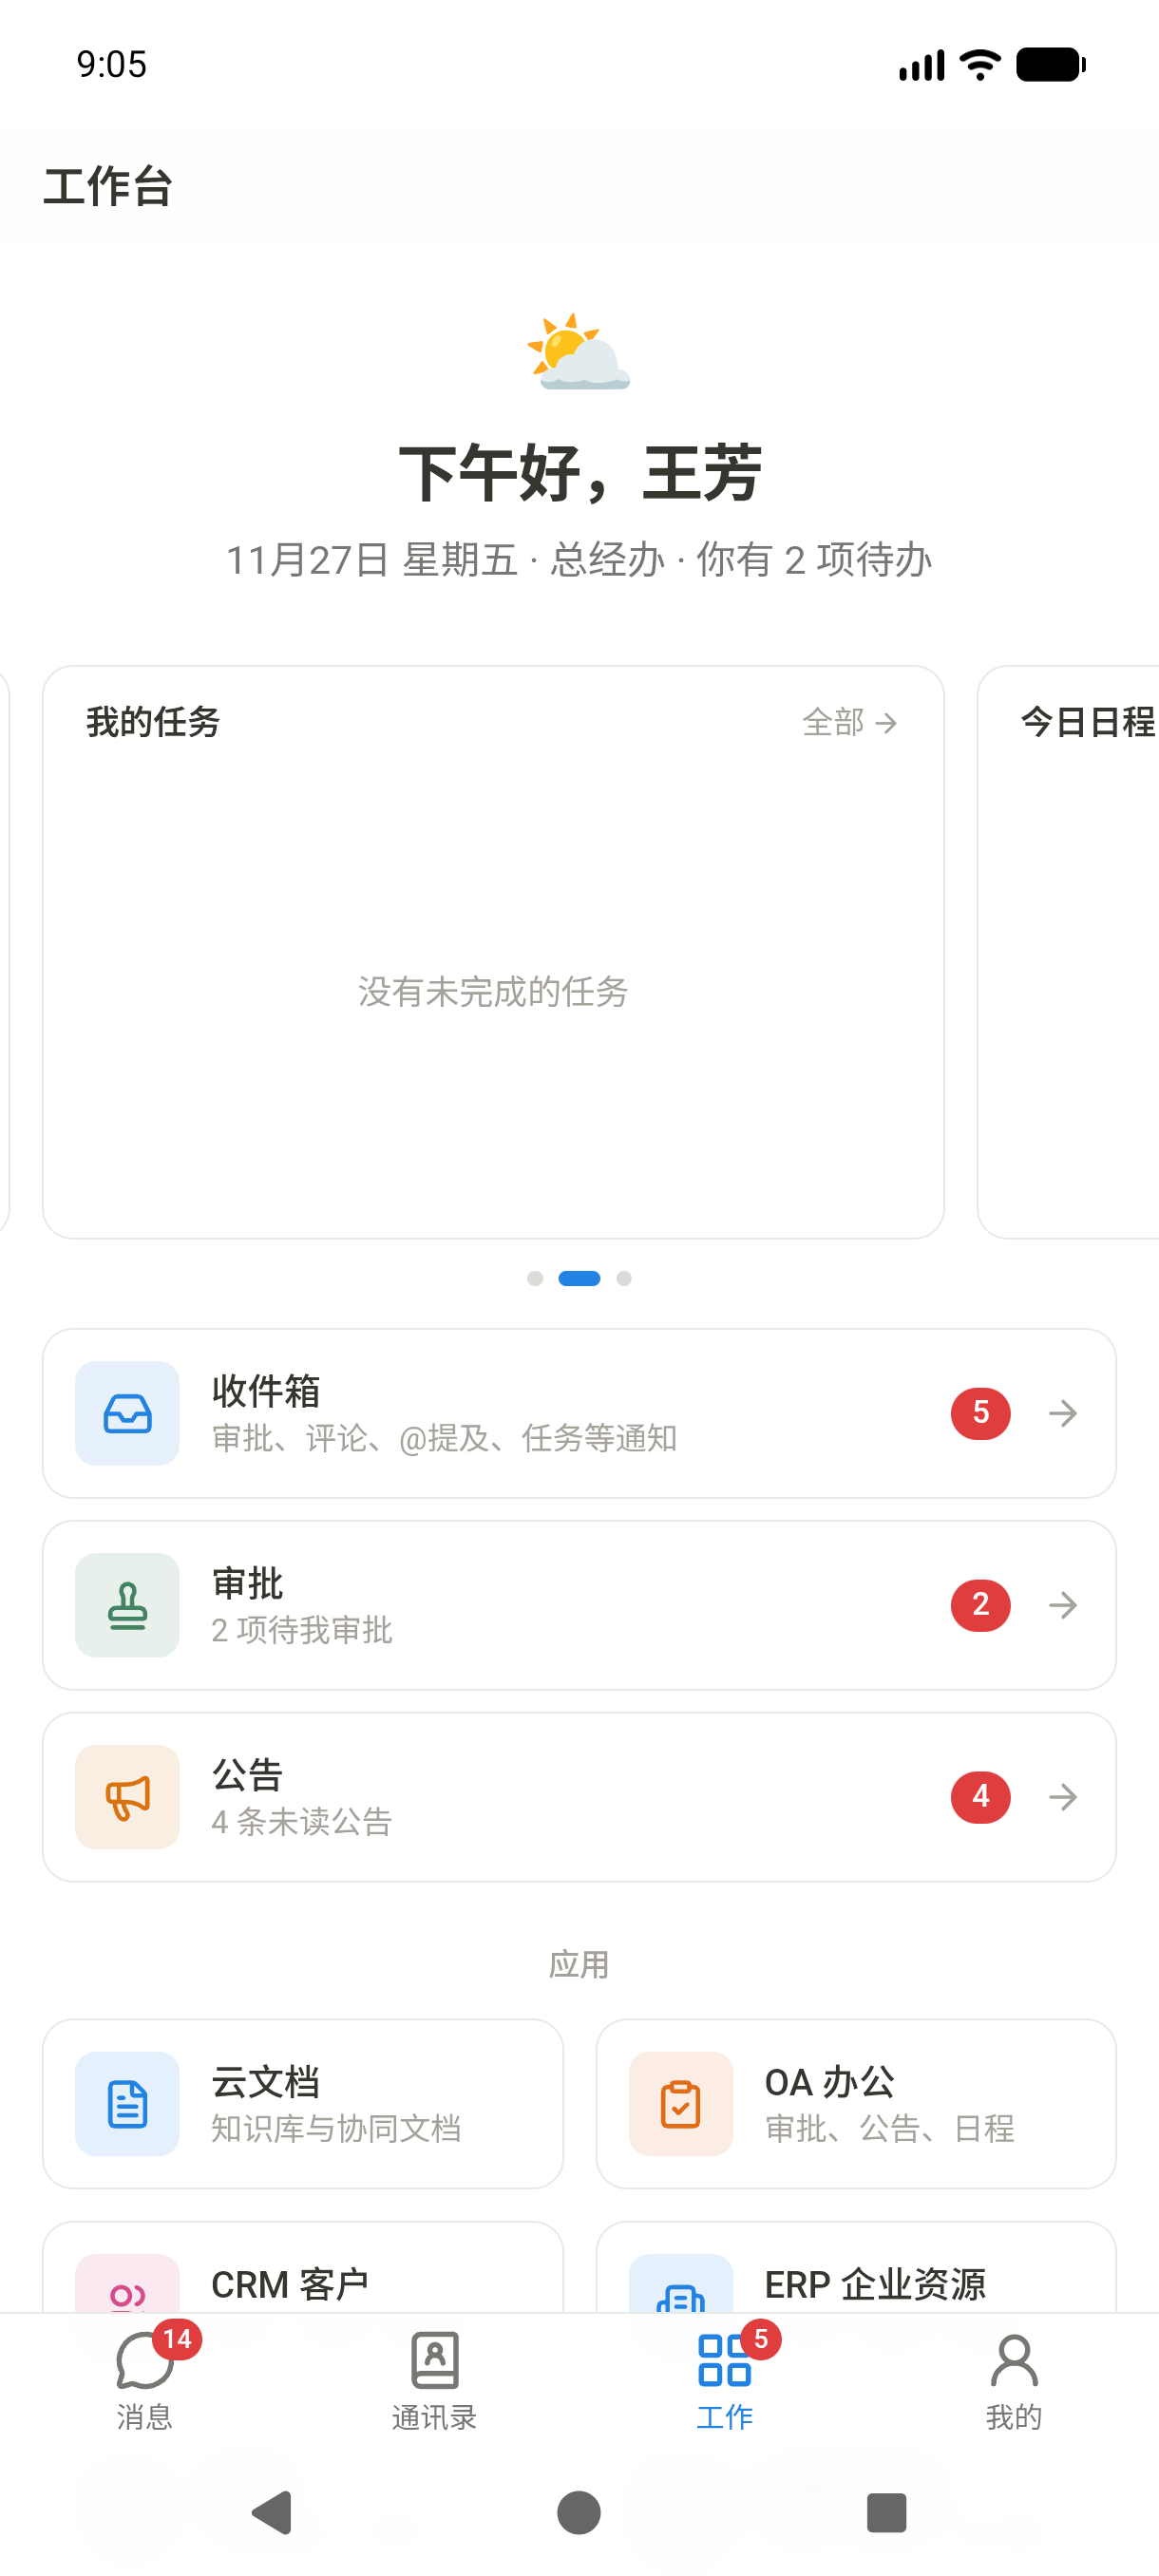 9:05
工作台
下午好，王芳
11月27日 星期五 · 总经办 · 你有 2 项待办
我的任务
全部
今日日程
没有未完成的任务
收件箱
审批、评论、@提及、任务等通知
5
审批
2 项待我审批
2
公告
4 条未读公告
4
应用
云文档
知识库与协同文档
OA 办公
审批、公告、日程
CRM 客户
ERP 企业资源
14
5
消息
通讯录
工作
我的